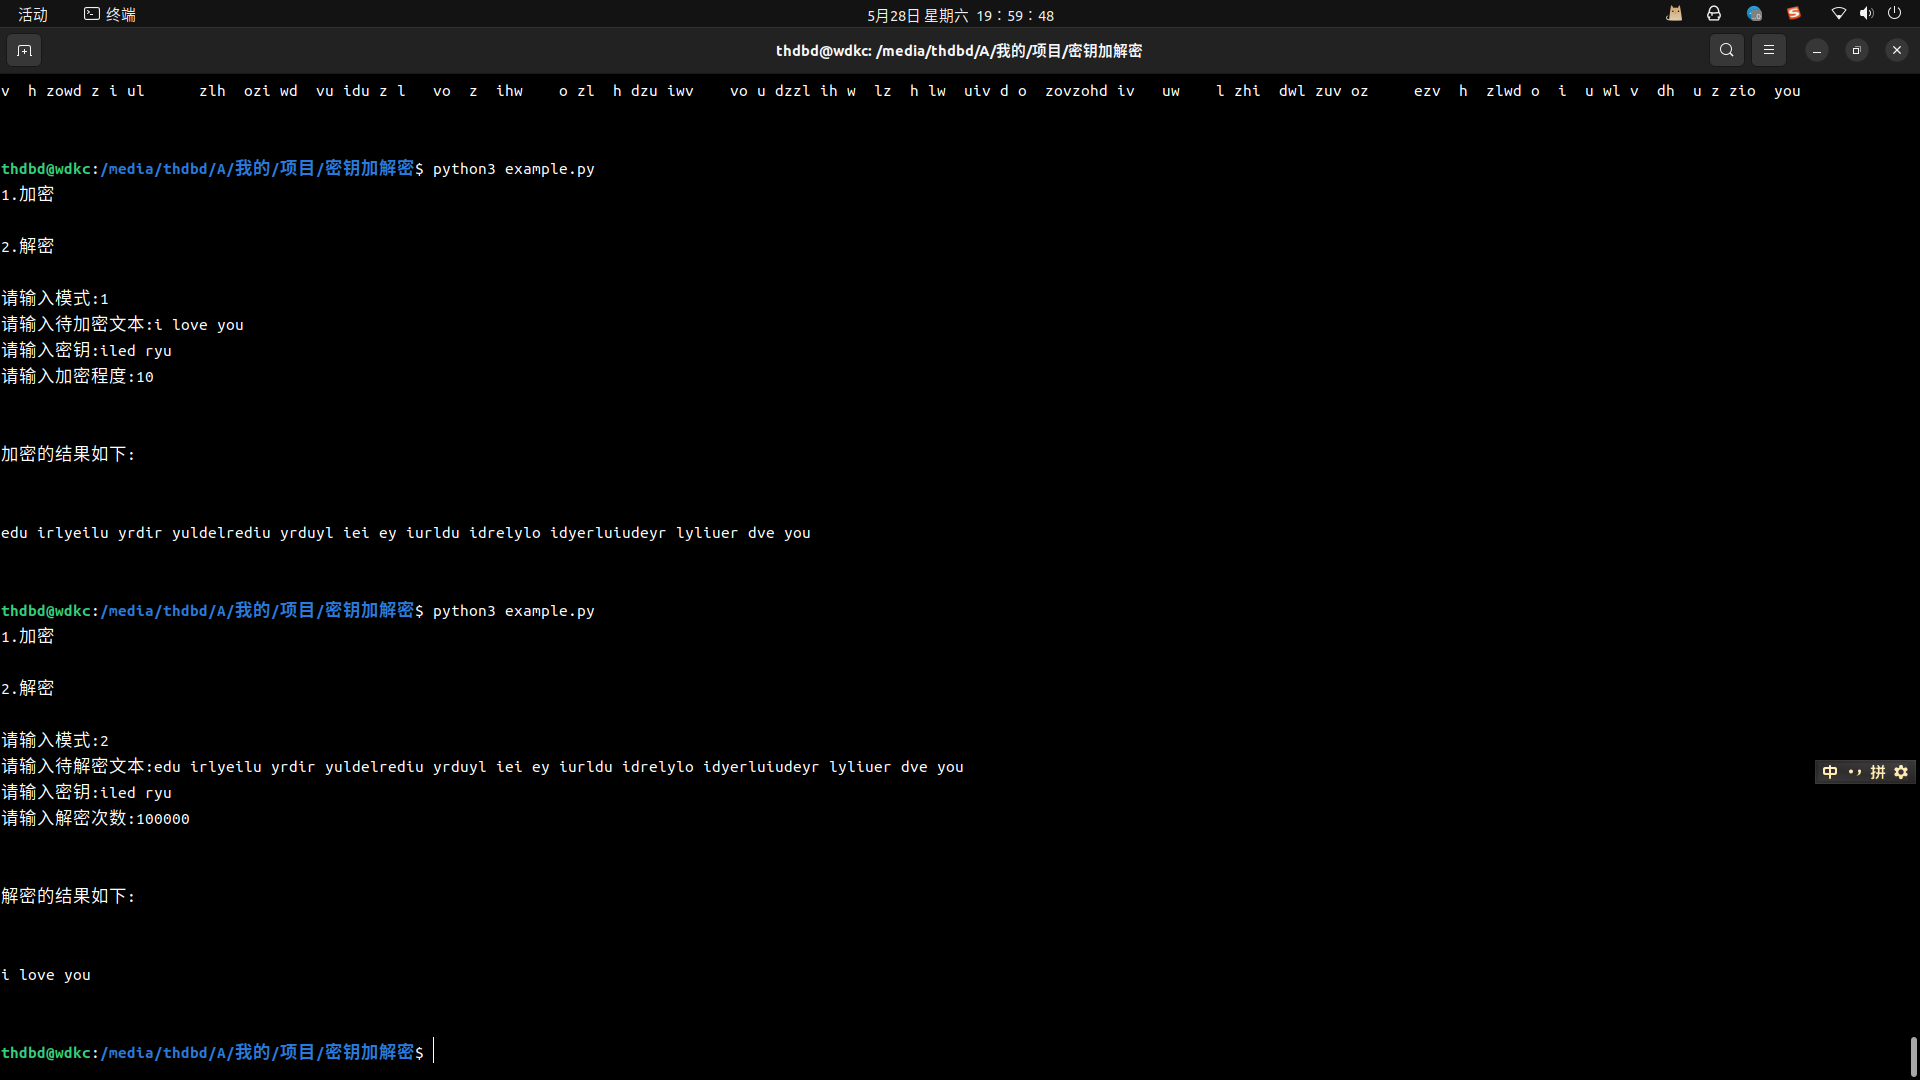 活动 终端 5月28日 星期六 19：59：48
thdbd@wdkc: /media/thdbd/A/我的/项目/密钥加解密
v h zowd z i ul zlh ozi wd vu idu z l vo z ihw o zl h dzu iwv vo u dzzl ih w lz h lw uiv d o zovzohd iv uw l zhi dwl zuv oz ezv h zlwd o i u wl v dh u z zio you
thdbd@wdkc:/media/thdbd/A/我的/项目/密钥加解密$ python3 example.py
1.加密
2.解密
请输入模式:1
请输入待加密文本:i love you
请输入密钥:iled ryu
请输入加密程度:10
加密的结果如下:
edu irlyeilu yrdir yuldelrediu yrduyl iei ey iurldu idrelylo idyerluiudeyr lyliuer dve you
thdbd@wdkc:/media/thdbd/A/我的/项目/密钥加解密$ python3 example.py
1.加密
2.解密
请输入模式:2
请输入待解密文本:edu irlyeilu yrdir yuldelrediu yrduyl iei ey iurldu idrelylo idyerluiudeyr lyliuer dve you
中 拼
请输入密钥:iled ryu
请输入解密次数:100000
解密的结果如下:
i love you
thdbd@wdkc:/media/thdbd/A/我的/项目/密钥加解密$